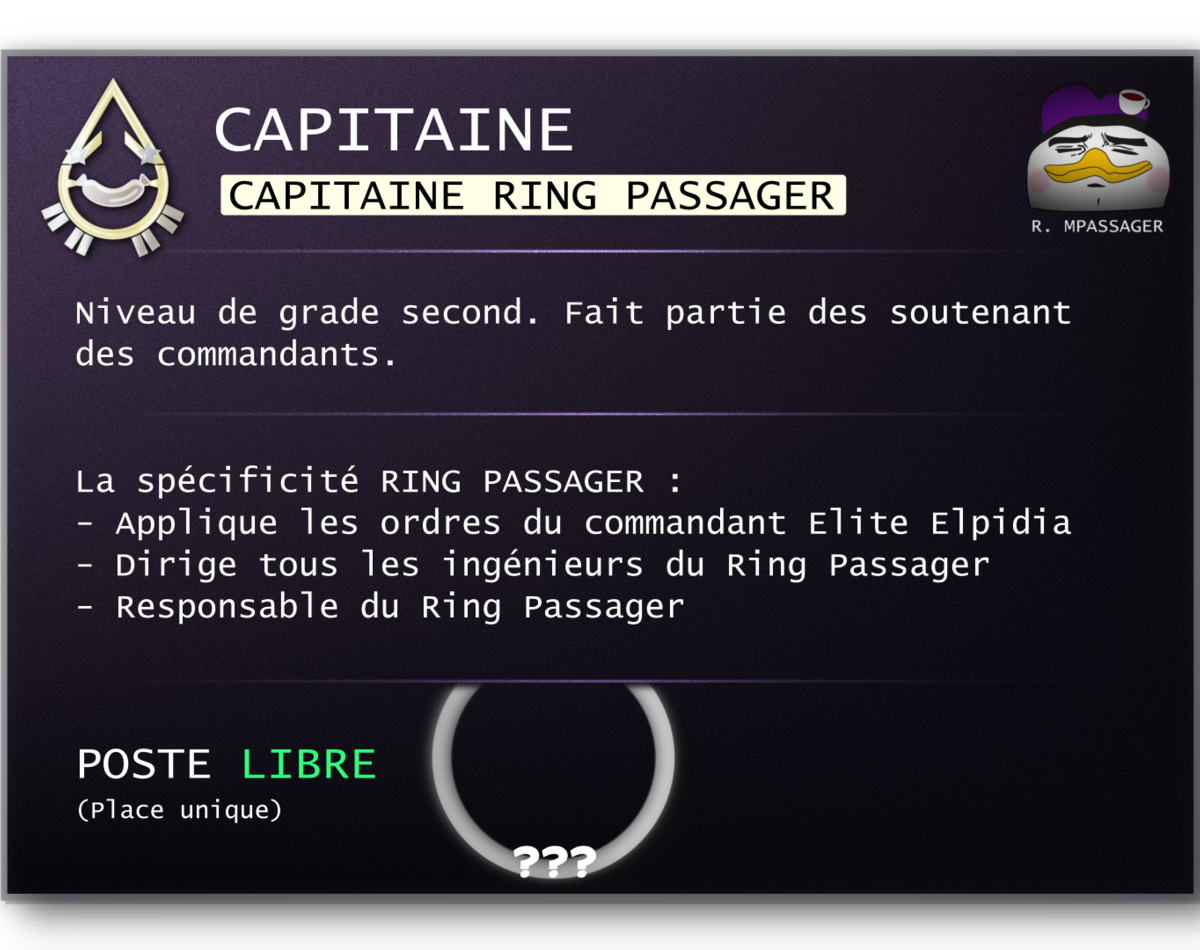 CAPITAINE
CAPITAINE RING PASSAGER
R. MPASSAGER
Niveau de grade second. Fait partie des soutenant
des commandants.
La spécificité RING PASSAGER :
- Applique les ordres du commandant Elite Elpidia
- Dirige tous les ingénieurs du Ring Passager
- Responsable du Ring Passager
POSTE LIBRE
(Place unique)
???